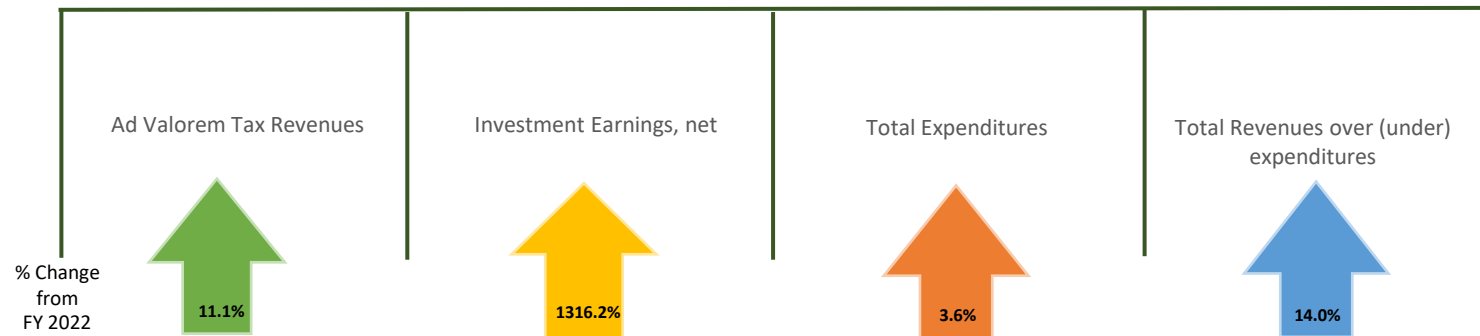 Ad Valorem Tax Revenues
Investment Earnings, net
Total Expenditures
Total Revenues over (under)
expenditures
% Change
from
FY 2022
11.1%
1316.2%
3.6%
14.0%